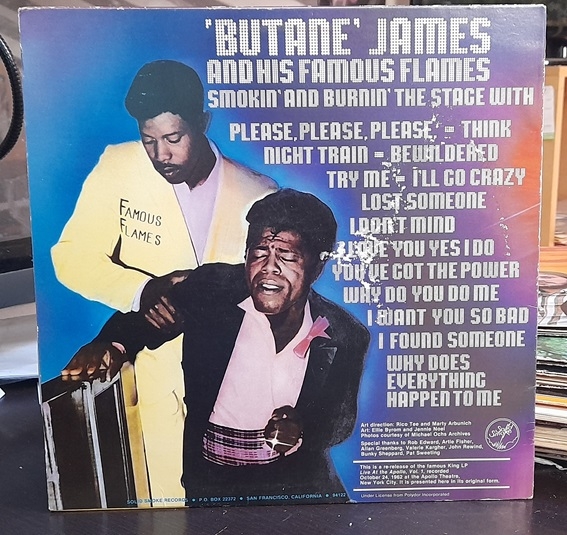 'BUTANE' JAMES
AND HIS FAMOUS FLAMES
SMOKIN' AND BURNIN' THE STAGE WITH
PLEASE, PLEASE, PLEASE, - THINK
NIGHT TRAIN - BEWILDERED
TRY ME - I'LL GO CRAZY
LOST SOMEONE
I DON'T MIND
I LOVE YOU YES I DO
YOU'VE GOT THE POWER
WHY DO YOU DO ME
I WANT YOU SO BAD
I FOUND SOMEONE
WHY DOES
EVERYTHING
HAPPEN TO ME
FAMOUS
FLAMES
Art direction: Rico Tee and Marty Arbunich
Art: Ellie Byrom and Jennie Noel
Photos courtesy of Michael Ochs Archives
Special thanks to Rob Edward, Artie Fisher,
Allan Greenberg, Valerie Kargher, John Rewind,
Bunky Sheppard, Pat Sweeting
This is a re-release of the famous King LP
Live At the Apollo, Vol. 1, recorded
October 24, 1962 at the Apollo Theatre,
New York City. It is presented here in its original form.
SOLID SMOKE RECORDS • P.O. BOX 22372 • SAN FRANCISCO, CALIFORNIA • 94122
Under License from Polydor Incorporated